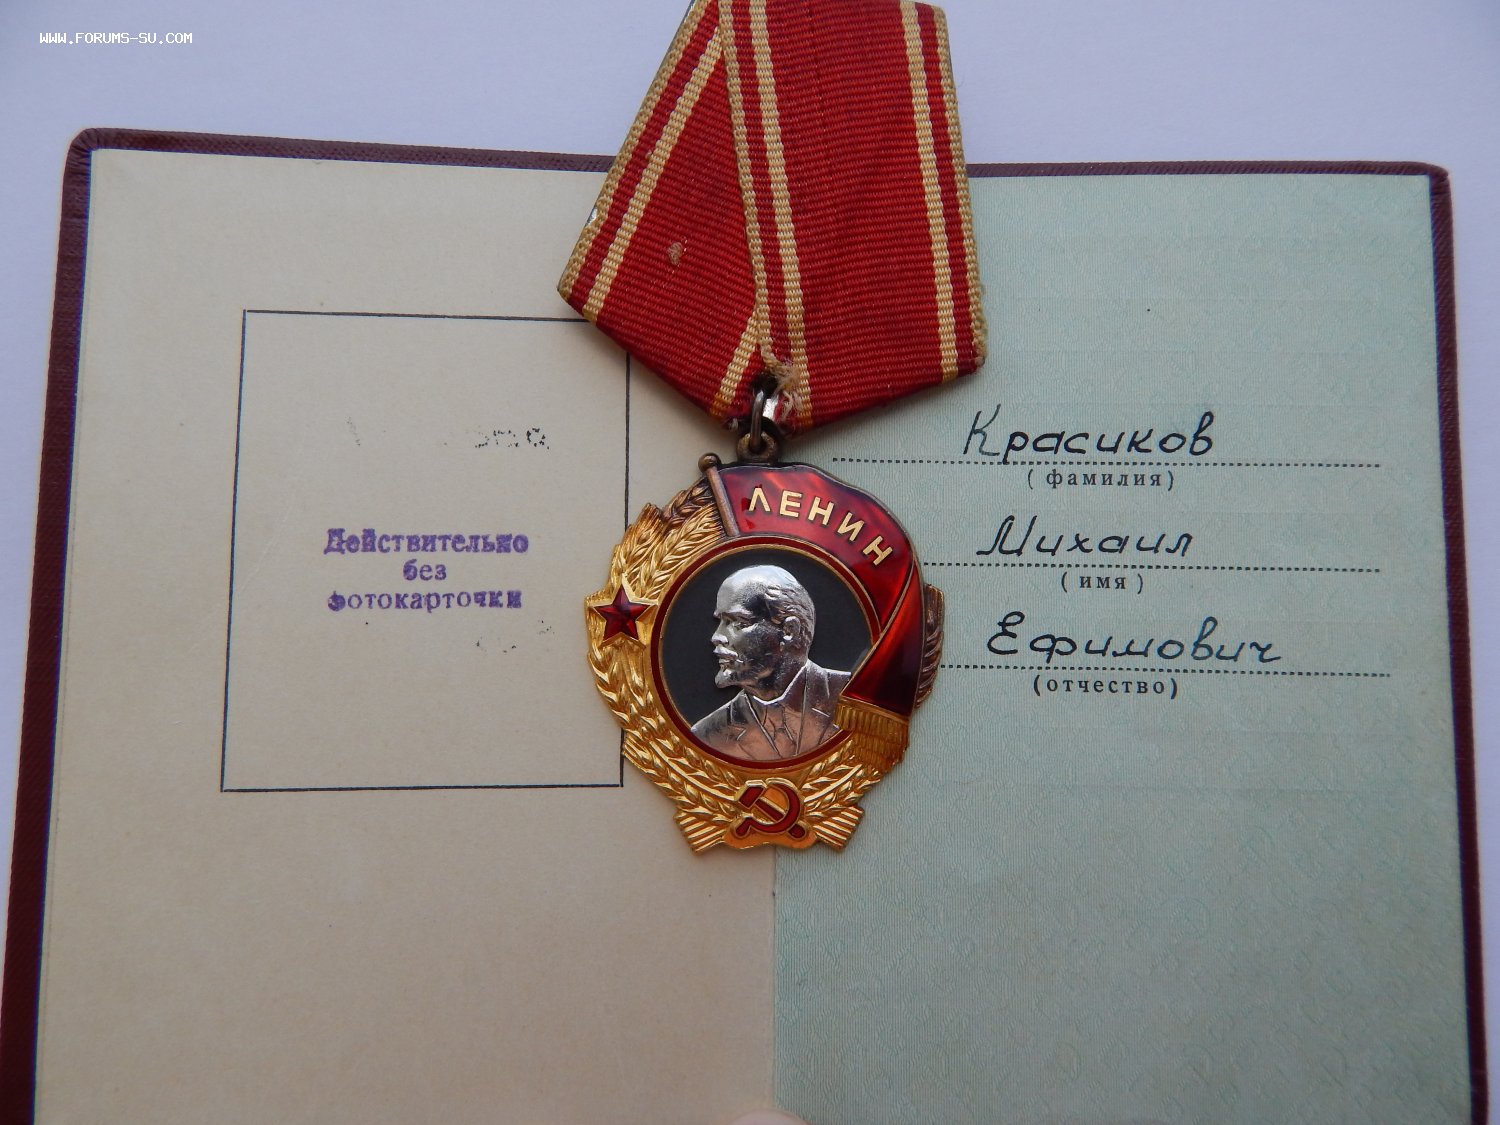 WWW.FORUMS-SU.COM
Действительно
без
фотокарточки
ЛЕНИН
Красиков
(фамилия)
Михаил
(имя)
Ефимович
(отчество)